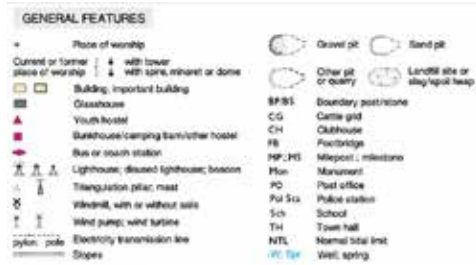 GENERAL FEATURES
Place of worship
Current or former place of worship
with tower
with spire, minaret or dome
Building; important building
Glasshouse
Youth hostel
Bunkhouse/camping barn/other hostel
Bus or coach station
Lighthouse; disused lighthouse; beacon
Triangulation pillar; mast
Windmill, with or without sails
Wind pump; wind turbine
pylon pole Electricity transmission line
Slopes
Gravel pit
Sand pit
Other pit or quarry
Landfill site or slag/spoil heap
BP/BS Boundary post/stone
CG Cattle grid
CH Clubhouse
FB Footbridge
MP; MS Milepost; milestone
Mon Monument
PO Post office
Pol Sta Police station
Sch School
TH Town hall
NTL Normal tidal limit
W; Spr Well; spring